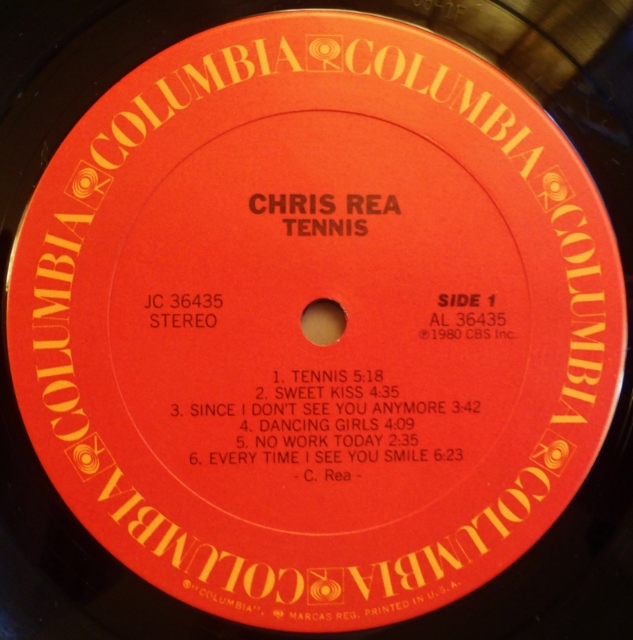 COLUMBIA COLUMBIA COLUMBIA COLUMBIA COLUMBIA COLUMBIA
CHRIS REA
TENNIS
JC 36435
STEREO
SIDE 1
AL 36435
℗ 1980 CBS Inc.
1. TENNIS 5:18
2. SWEET KISS 4:35
3. SINCE I DON'T SEE YOU ANYMORE 3:42
4. DANCING GIRLS 4:09
5. NO WORK TODAY 2:35
6. EVERY TIME I SEE YOU SMILE 6:23
- C. Rea -
"COLUMBIA", MARCAS REG. PRINTED IN U.S.A.